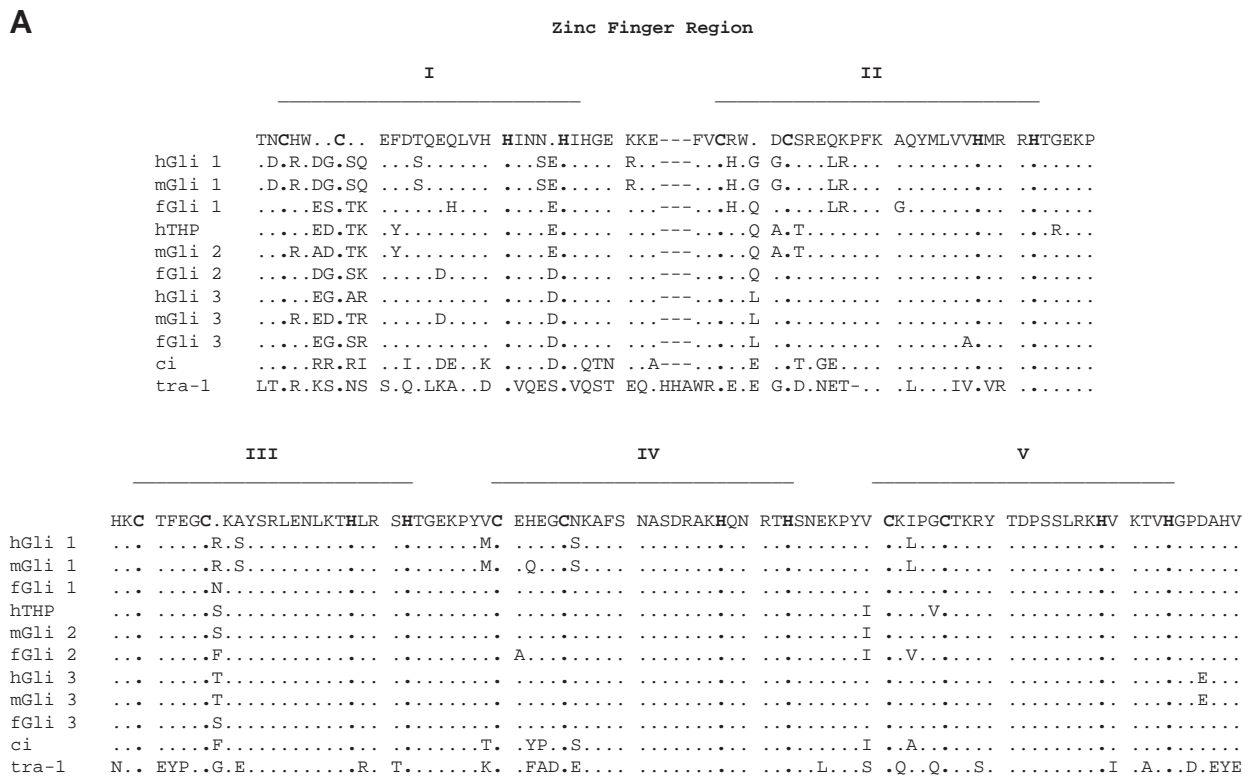 A
Zinc Finger Region
I II
TNCHW..C.. EFDTQEQLVH HINN.HIHGE KKE---FVCRW. DCSREQKPFK AQYMLVVHMR RHTGEKP
hGli 1 .D.R.DG.SQ ...S...... ....SE.... R..---...H.G G....LR... .......... .......
mGli 1 .D.R.DG.SQ ...S...... ....SE.... R..---...H.G G....LR... .......... .......
fGli 1 .....ES.TK ......H... .....E.... ...---...H.Q .....LR... G......... .......
hTHP .....ED.TK .Y........ .....E.... ...---.....Q A.T....... .......... ...R...
mGli 2 ...R.AD.TK .Y........ .....E.... ...---.....Q A.T....... .......... .......
fGli 2 .....DG.SK .....D.... .....D.... ...---.....Q .......... .......... .......
hGli 3 .....EG.AR .......... .....D.... ...---.....L .......... .......... .......
mGli 3 ...R.ED.TR .....D.... .....D.... ...---.....L .......... .......... .......
fGli 3 .....EG.SR .......... .....D.... ...---.....L .......... ......A... .......
ci .....RR.RI ..I..DE..K .....D..QTN ..A---.....E ..T.GE.... .......... .......
tra-1 LT.R.KS.NS S.Q.LKA..D .VQES.VQST EQ.HHAWR.E.E G.D.NET-.. .L...IV.VR .......
III IV V
HKC TFEGC.KAYSRLENLKTHLR SHTGEKPYVC EHEGCNKAFS NASDRAKHQN RTHSNEKPYV CKIPGCTKRY TDPSSLRKHV KTVHGPDAHV
hGli 1 ... .....R.S............ ........M. .....S.... .......... .......... ..L....... .......... ..........
mGli 1 ... .....R.S............ ........M. .Q...S.... .......... .......... ..L....... .......... ..........
fGli 1 ... .....N.............. .......... .......... .......... .......... .......... .......... ..........
hTHP ... .....S.............. .......... .......... .......... .........I ....V..... .......... ..........
mGli 2 ... .....S.............. .......... .......... .......... .........I .......... .......... ..........
fGli 2 ... .....F.............. .......... A......... .......... .........I ..V....... .......... ..........
hGli 3 ... .....T.............. .......... .......... .......... .......... .......... .......... ......E...
mGli 3 ... .....T.............. .......... .......... .......... .......... .......... .......... ......E...
fGli 3 ... .....S.............. .......... .......... .......... .......... .......... .......... ..........
ci ... .....F.............. ........T. .YP..S.... .......... .........I ..A....... .......... ..........
tra-1 N.. EYP..G.E..........R. T.......K. .FAD.E.... .......... ...L.....S .Q..Q...S. .........I .A...D.EYE